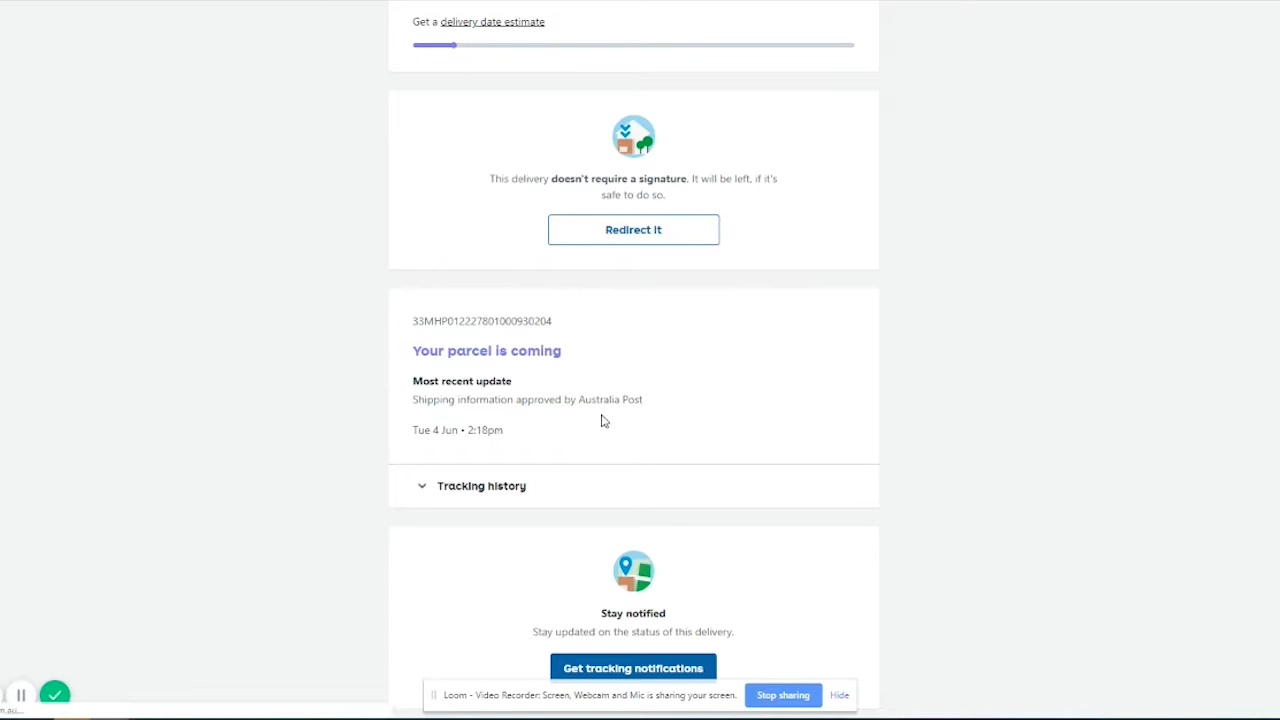 Get a delivery date estimate
This delivery doesn't require a signature. It will be left, if it's
safe to do so.
Redirect it
33MHP012227801000930204
Your parcel is coming
Most recent update
Shipping information approved by Australia Post
Tue 4 Jun • 2:18pm
Tracking history
Stay notified
Stay updated on the status of this delivery.
Get tracking notifications
Loom - Video Recorder: Screen, Webcam and Mic is sharing your screen.
Stop sharing
Hide